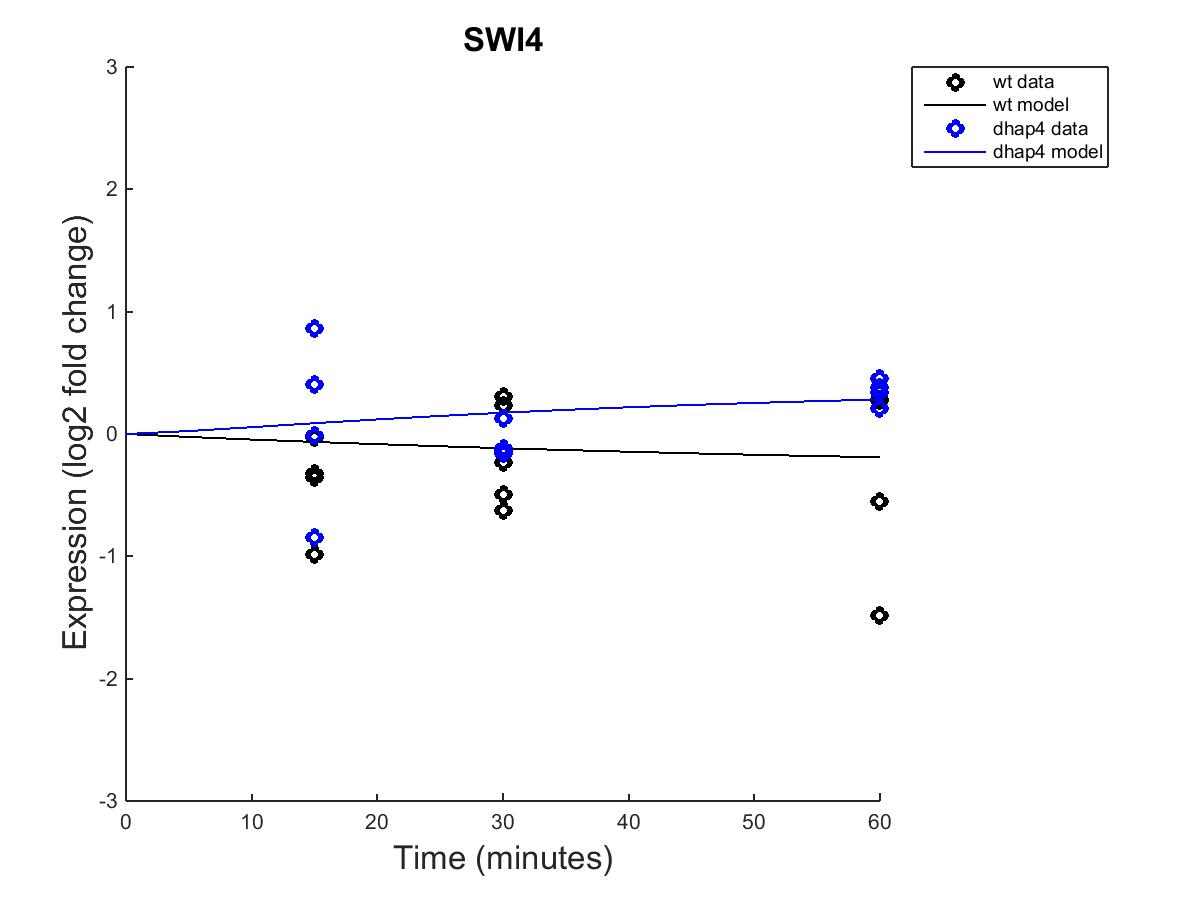 SWI4
3
2
1
0
-1
-2
-3
Expression (log2 fold change)
0 10 20 30 40 50 60
Time (minutes)
wt data
wt model
dhap4 data
dhap4 model